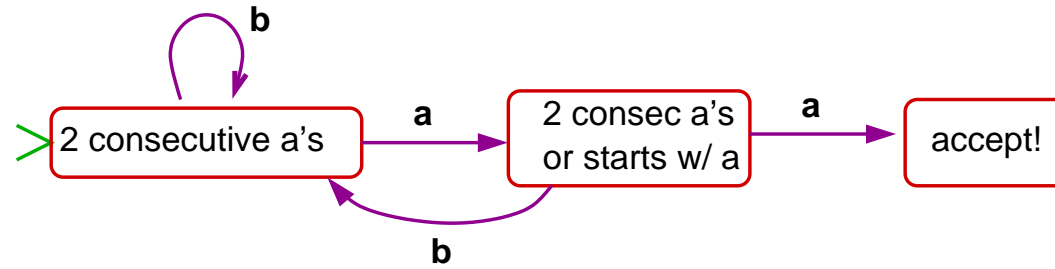 b
2 consecutive a's
a
2 consec a's
or starts w/ a
a
accept!
b